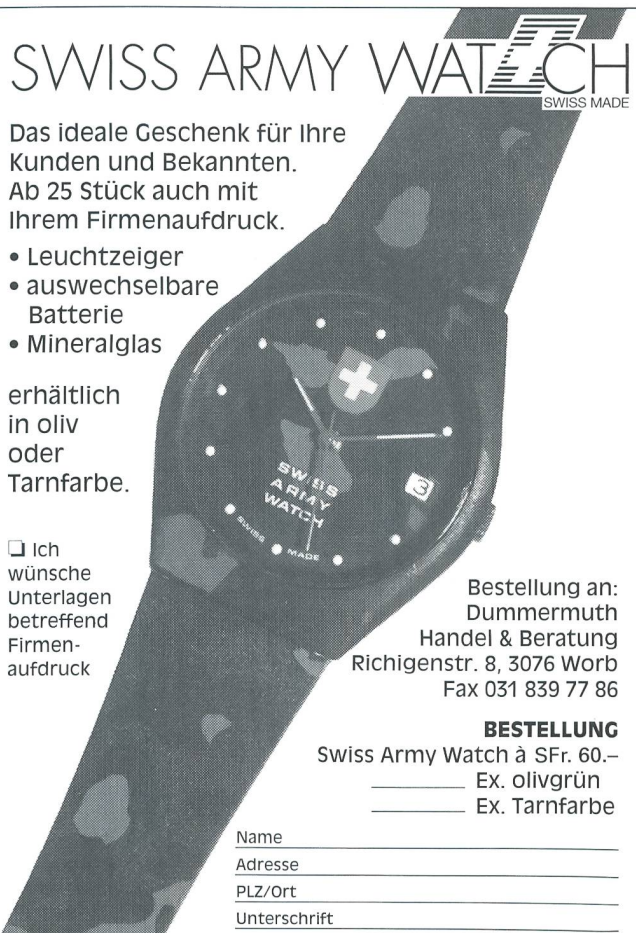 SWISS ARMY WATCH
SWISS MADE
Das ideale Geschenk für Ihre
Kunden und Bekannten.
Ab 25 Stück auch mit
Ihrem Firmenaufdruck.
• Leuchtzeiger
• auswechselbare
Batterie
• Mineralglas
erhältlich
in oliv
oder
Tarnfarbe.
3
SWISS
ARMY
WATCH
SWISS MADE
❑ Ich
wünsche
Unterlagen
betreffend
Firmen-
aufdruck
Bestellung an:
Dummermuth
Handel & Beratung
Richigenstr. 8, 3076 Worb
Fax 031 839 77 86
BESTELLUNG
Swiss Army Watch à SFr. 60.–
_______ Ex. olivgrün
_______ Ex. Tarnfarbe
Name
Adresse
PLZ/Ort
Unterschrift